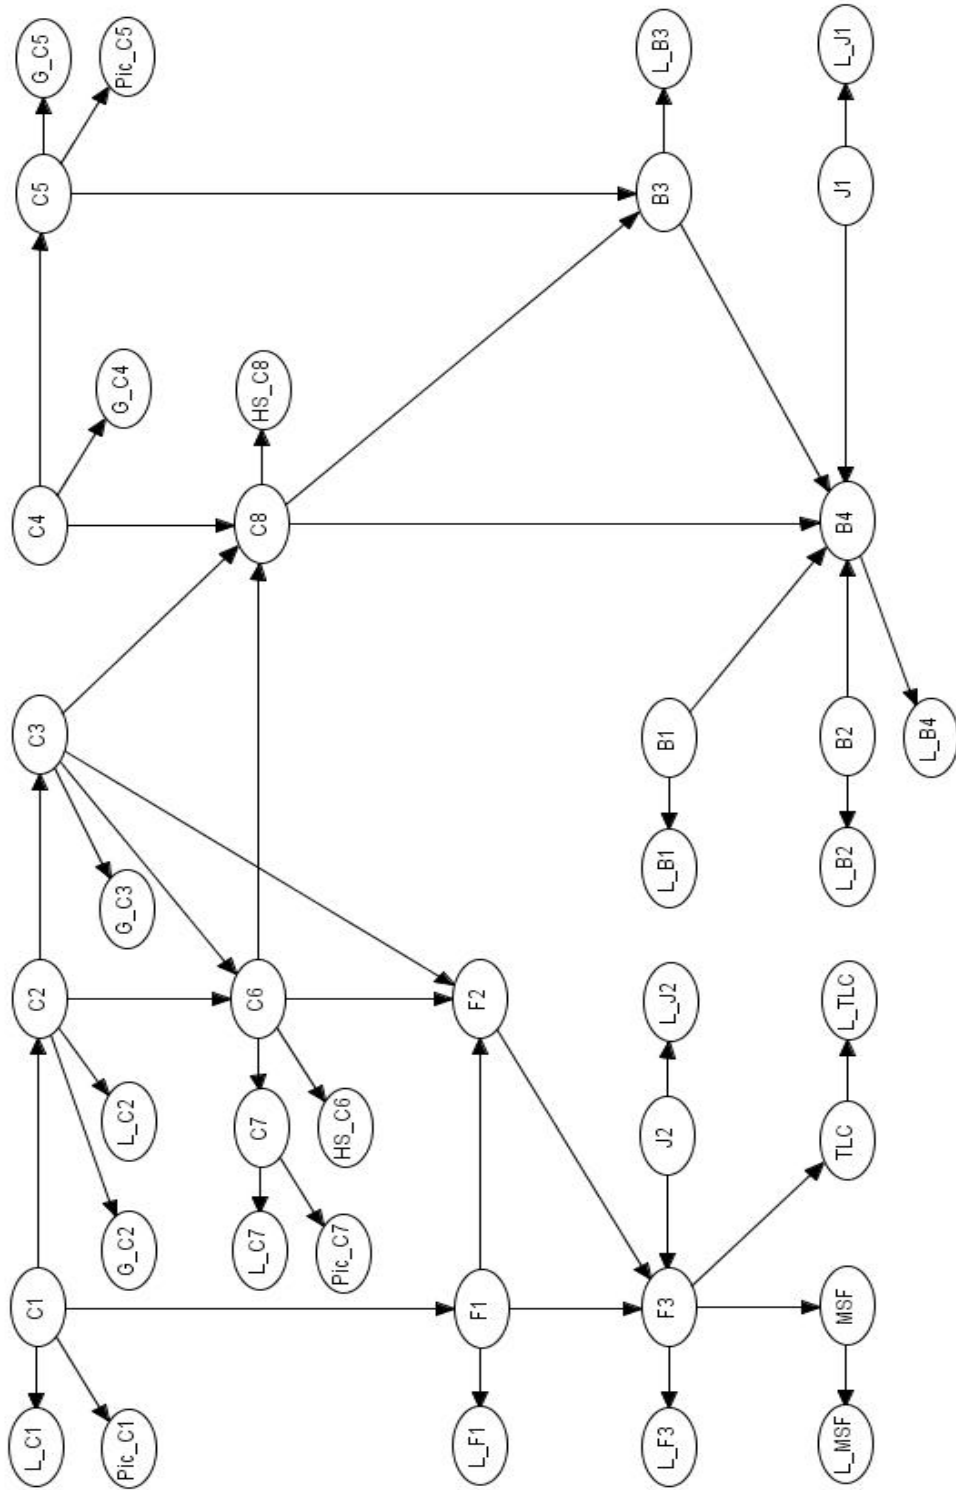 L_C1
C1
C2
C3
C4
C5
G_C5
Pic_C1
G_C2
L_C2
G_C3
G_C4
Pic_C5
L_C7
C7
C6
C8
HS_C8
Pic_C7
HS_C6
L_F1
F1
F2
L_F3
F3
J2
L_J2
L_B1
B1
B3
L_B3
L_MSF
MSF
TLC
L_TLC
L_B2
B2
B4
J1
L_J1
L_B4